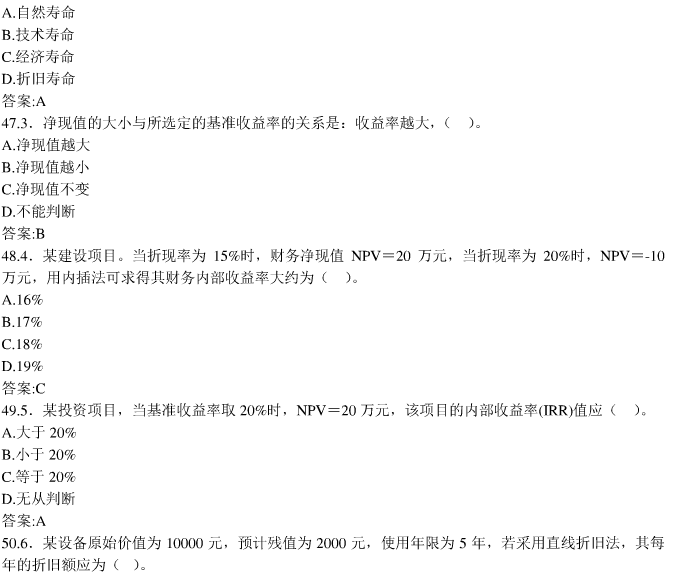 A.自然寿命
B.技术寿命
C.经济寿命
D.折旧寿命
答案:A
47.3．净现值的大小与所选定的基准收益率的关系是：收益率越大，（　）。
A.净现值越大
B.净现值越小
C.净现值不变
D.不能判断
答案:B
48.4．某建设项目。当折现率为 15%时，财务净现值 NPV＝20 万元，当折现率为 20%时，NPV＝-10
万元，用内插法可求得其财务内部收益率大约为（　）。
A.16%
B.17%
C.18%
D.19%
答案:C
49.5．某投资项目，当基准收益率取 20%时，NPV＝20 万元，该项目的内部收益率(IRR)值应（　）。
A.大于 20%
B.小于 20%
C.等于 20%
D.无从判断
答案:A
50.6．某设备原始价值为 10000 元，预计残值为 2000 元，使用年限为 5 年，若采用直线折旧法，其每
年的折旧额应为（　）。